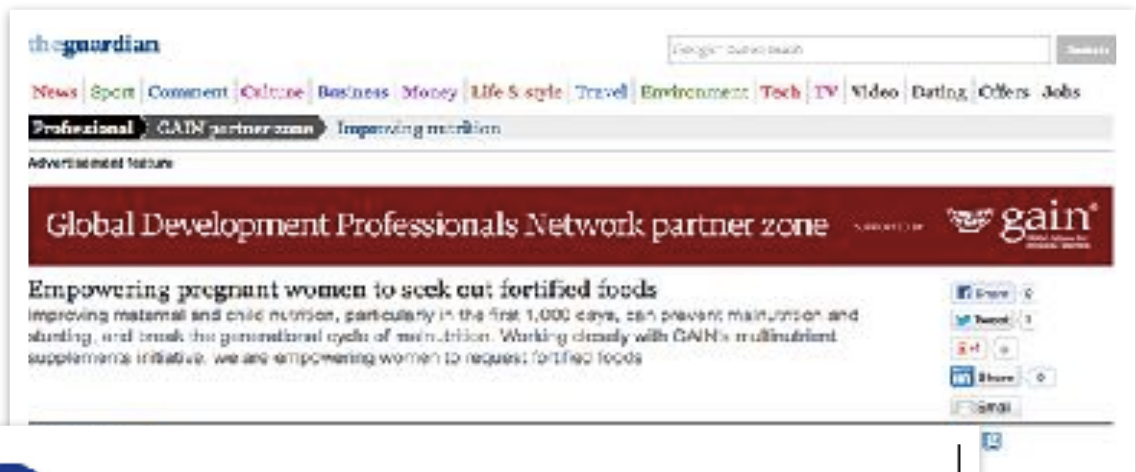 theguardian
Google custom search
Search
News Sport Comment Culture Business Money Life & style Travel Environment Tech TV Video Dating Offers Jobs
Professional GAIN partner zone Improving nutrition
Advertisement feature
Global Development Professionals Network partner zone SUPPORTED BY gain
Empowering pregnant women to seek out fortified foods
Improving maternal and child nutrition, particularly in the first 1,000 days, can prevent malnutrition and
stunting, and break the generational cycle of malnutrition. Working closely with GAIN's multinutrient
supplements initiative, we are empowering women to request fortified foods
Share 0
Tweet 1
+1
Share 0
Email